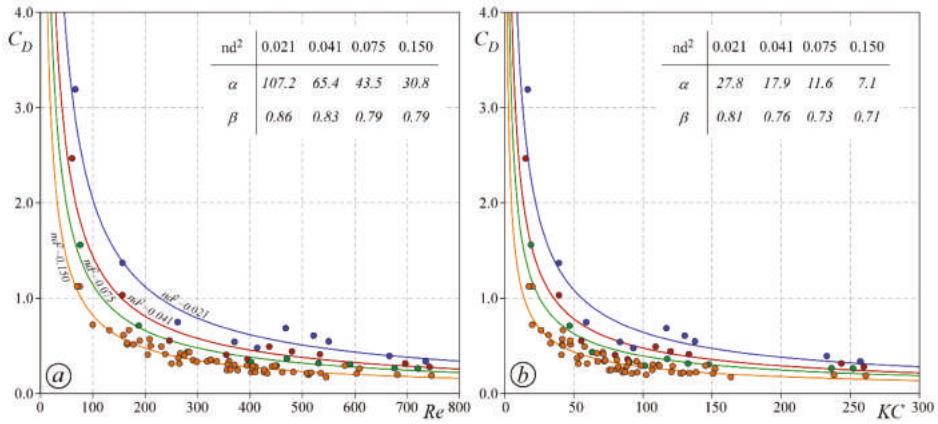 4.0
C_D
3.0
2.0
1.0
0.0
nd² 0.021 0.041 0.075 0.150
α 107.2 65.4 43.5 30.8
β 0.86 0.83 0.79 0.79
nd²=0.150
nd²=0.075
nd²=0.041
nd²=0.021
a
0 100 200 300 400 500 600 700 800
Re
4.0
C_D
3.0
2.0
1.0
0.0
nd² 0.021 0.041 0.075 0.150
α 27.8 17.9 11.6 7.1
β 0.81 0.76 0.73 0.71
b
0 50 100 150 200 250 300
KC